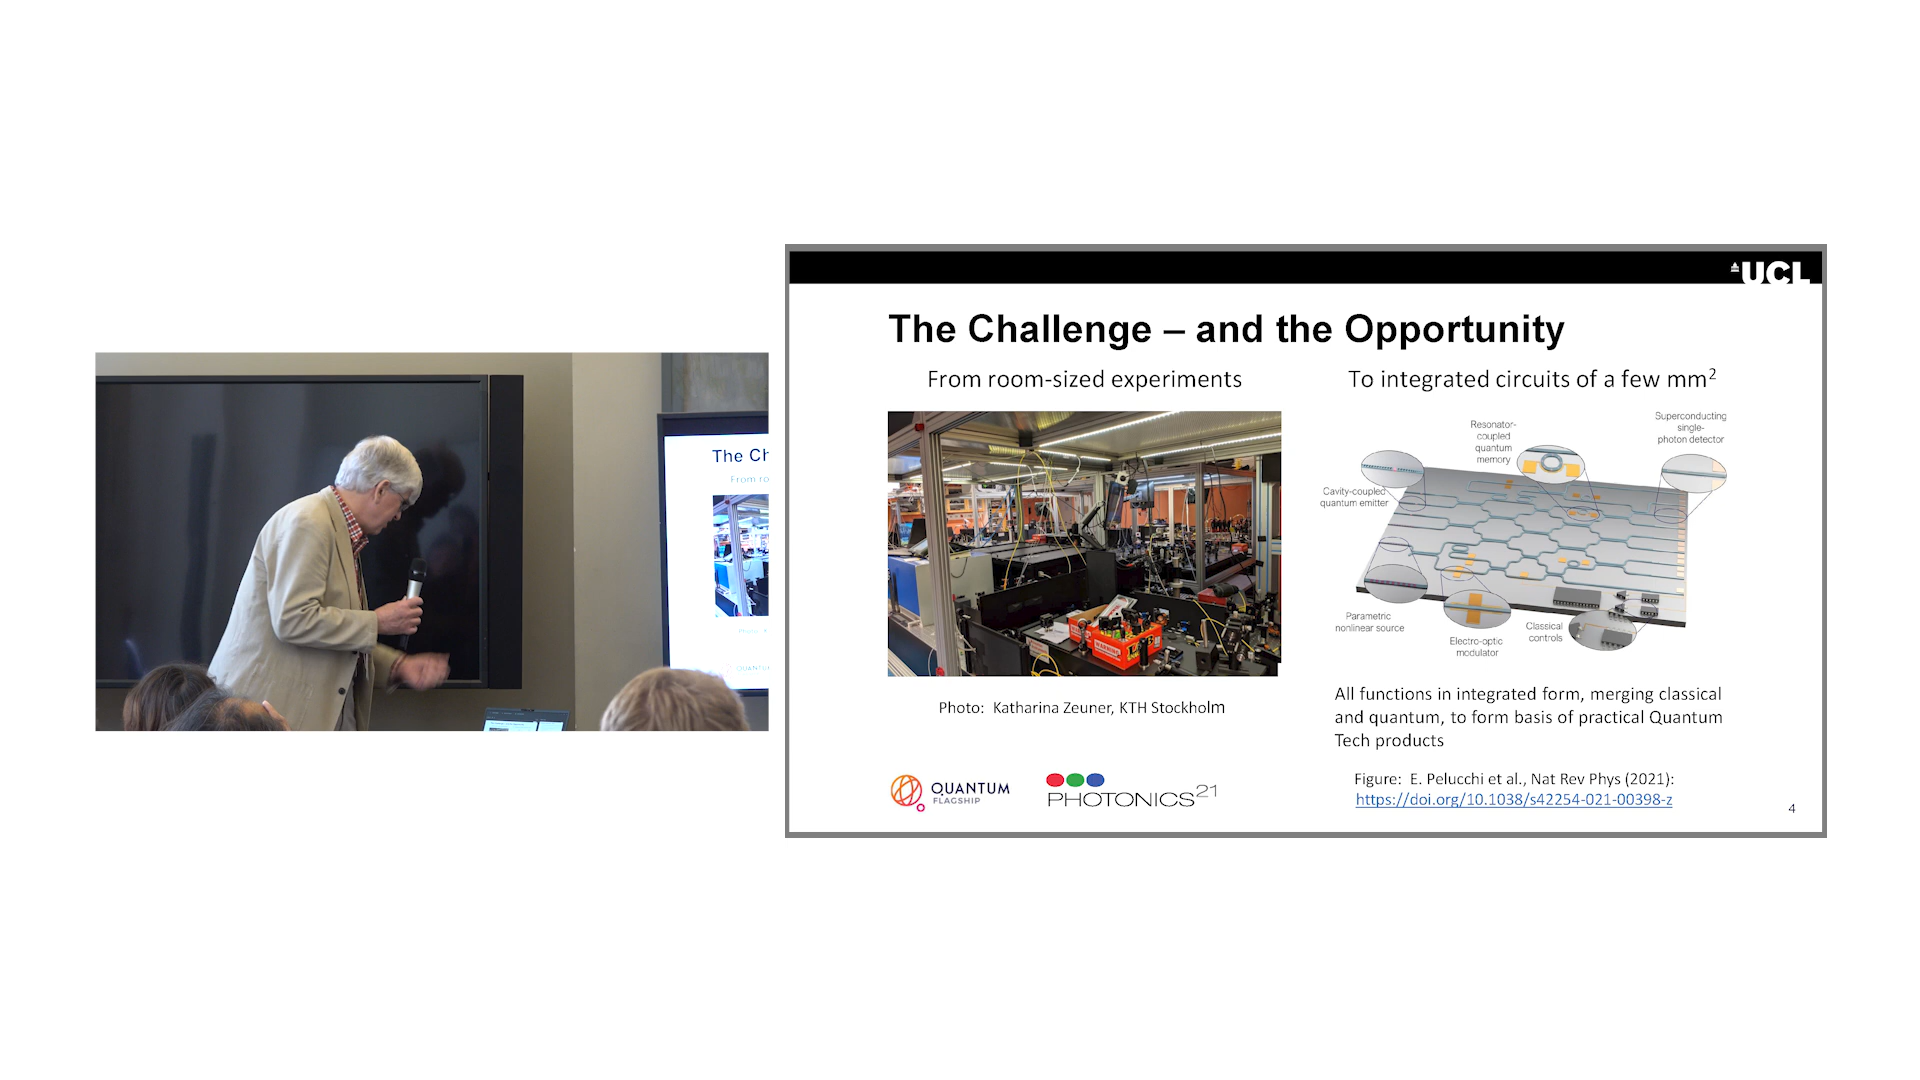 UCL
The Challenge – and the Opportunity
From room-sized experiments
Photo: Katharina Zeuner, KTH Stockholm
QUANTUM
FLAGSHIP
PHOTONICS21
To integrated circuits of a few mm²
Resonator-
coupled
quantum
memory
Superconducting
single-
photon detector
Cavity-coupled
quantum emitter
Parametric
nonlinear source
Electro-optic
modulator
Classical
controls
All functions in integrated form, merging classical
and quantum, to form basis of practical Quantum
Tech products
Figure: E. Pelucchi et al., Nat Rev Phys (2021):
https://doi.org/10.1038/s42254-021-00398-z
4
The Ch
From ro
QUANTU